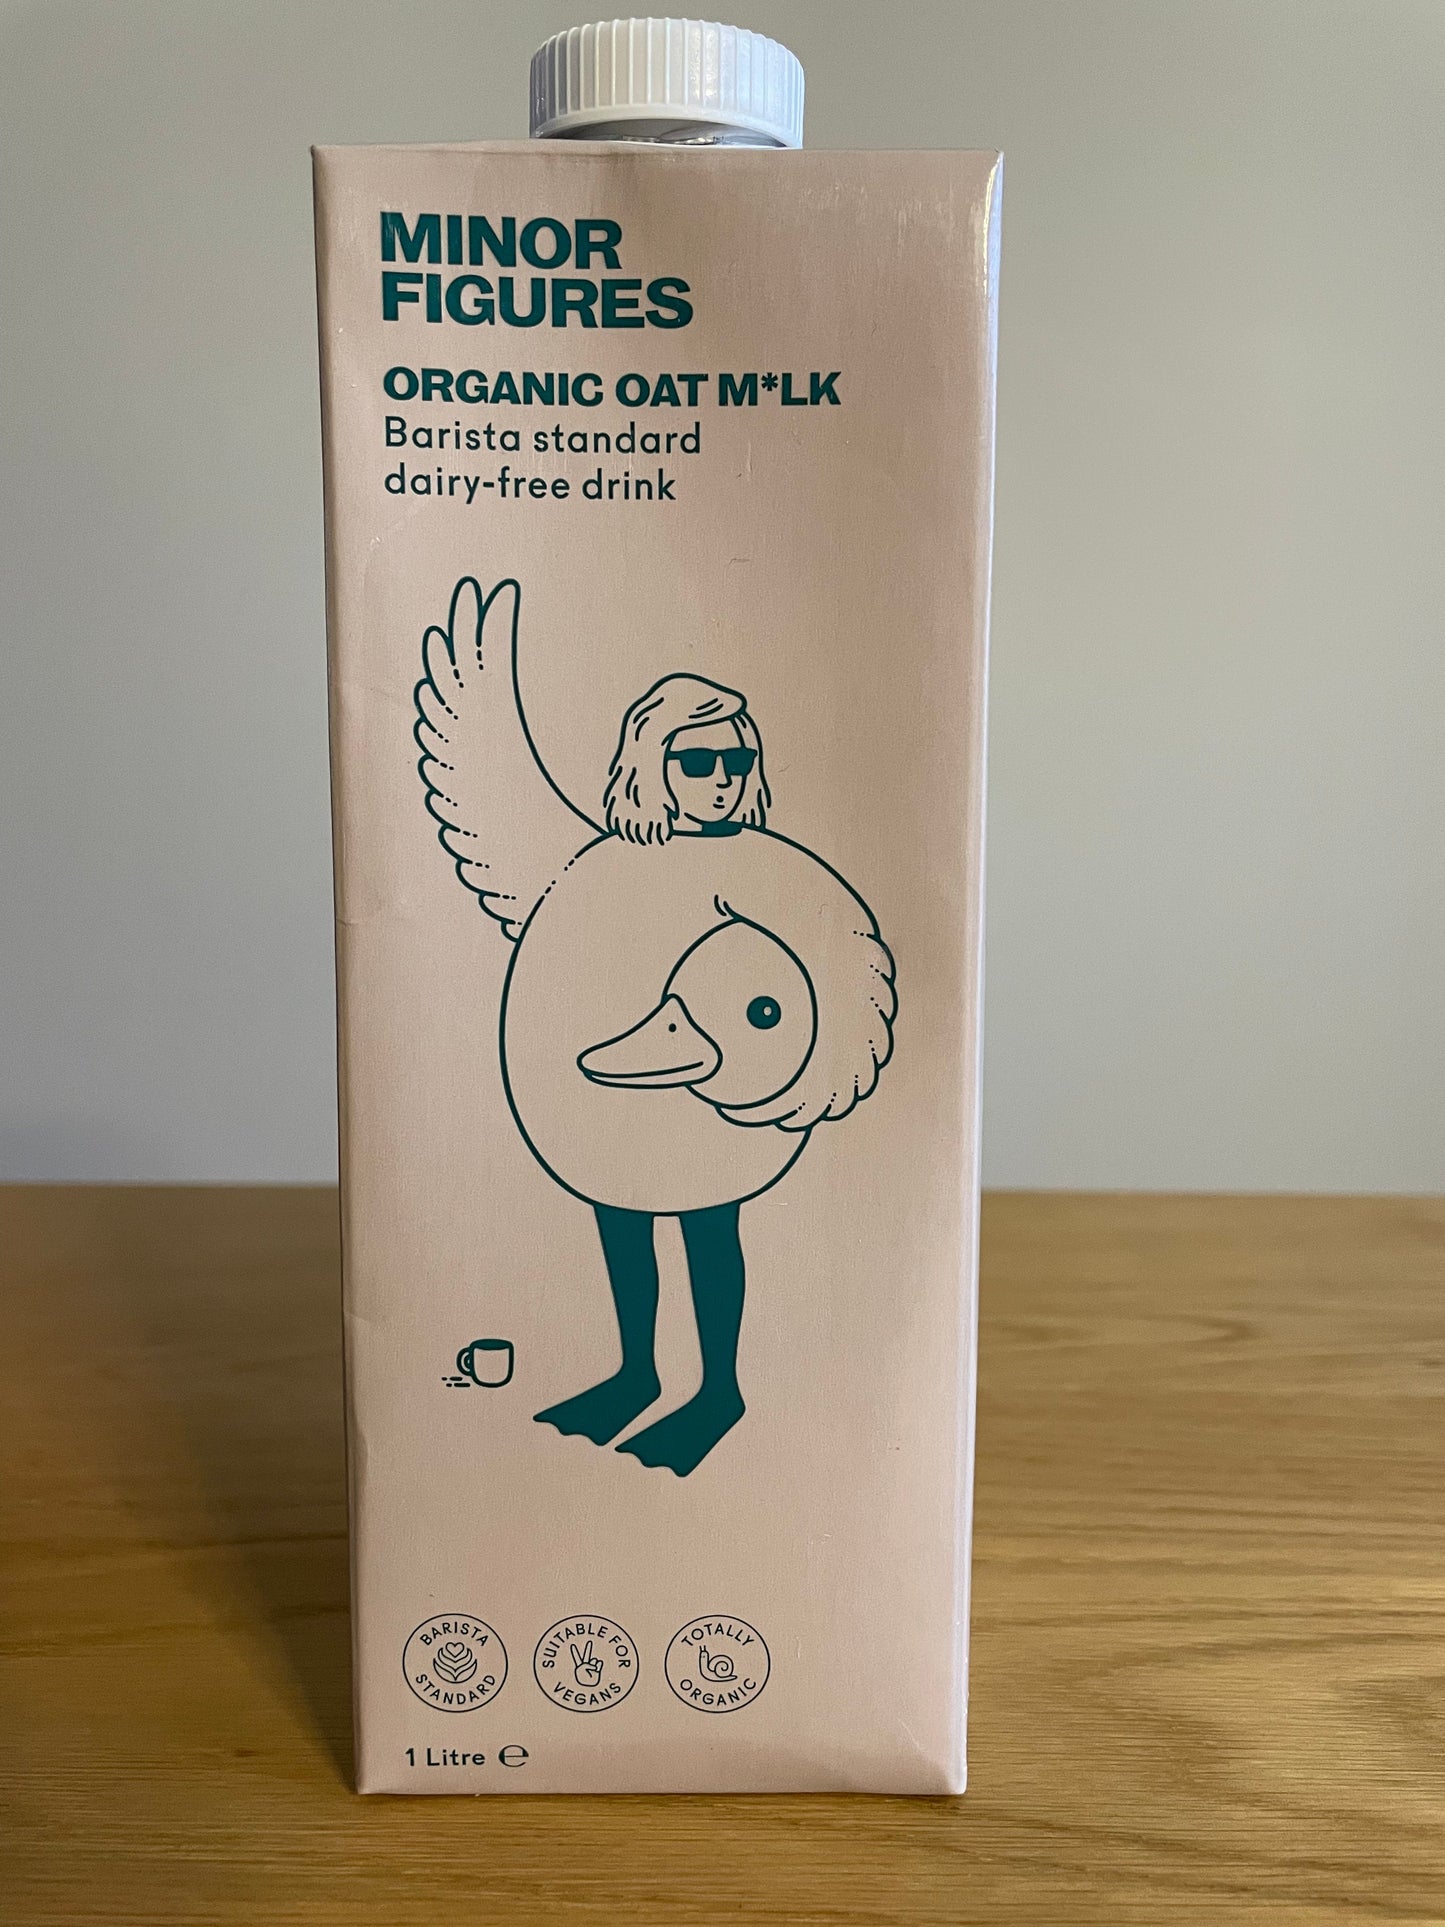 MINOR
FIGURES
ORGANIC OAT M*LK
Barista standard
dairy-free drink
BARISTA
STANDARD
SUITABLE FOR
VEGANS
TOTALLY
ORGANIC
1 Litre ℮